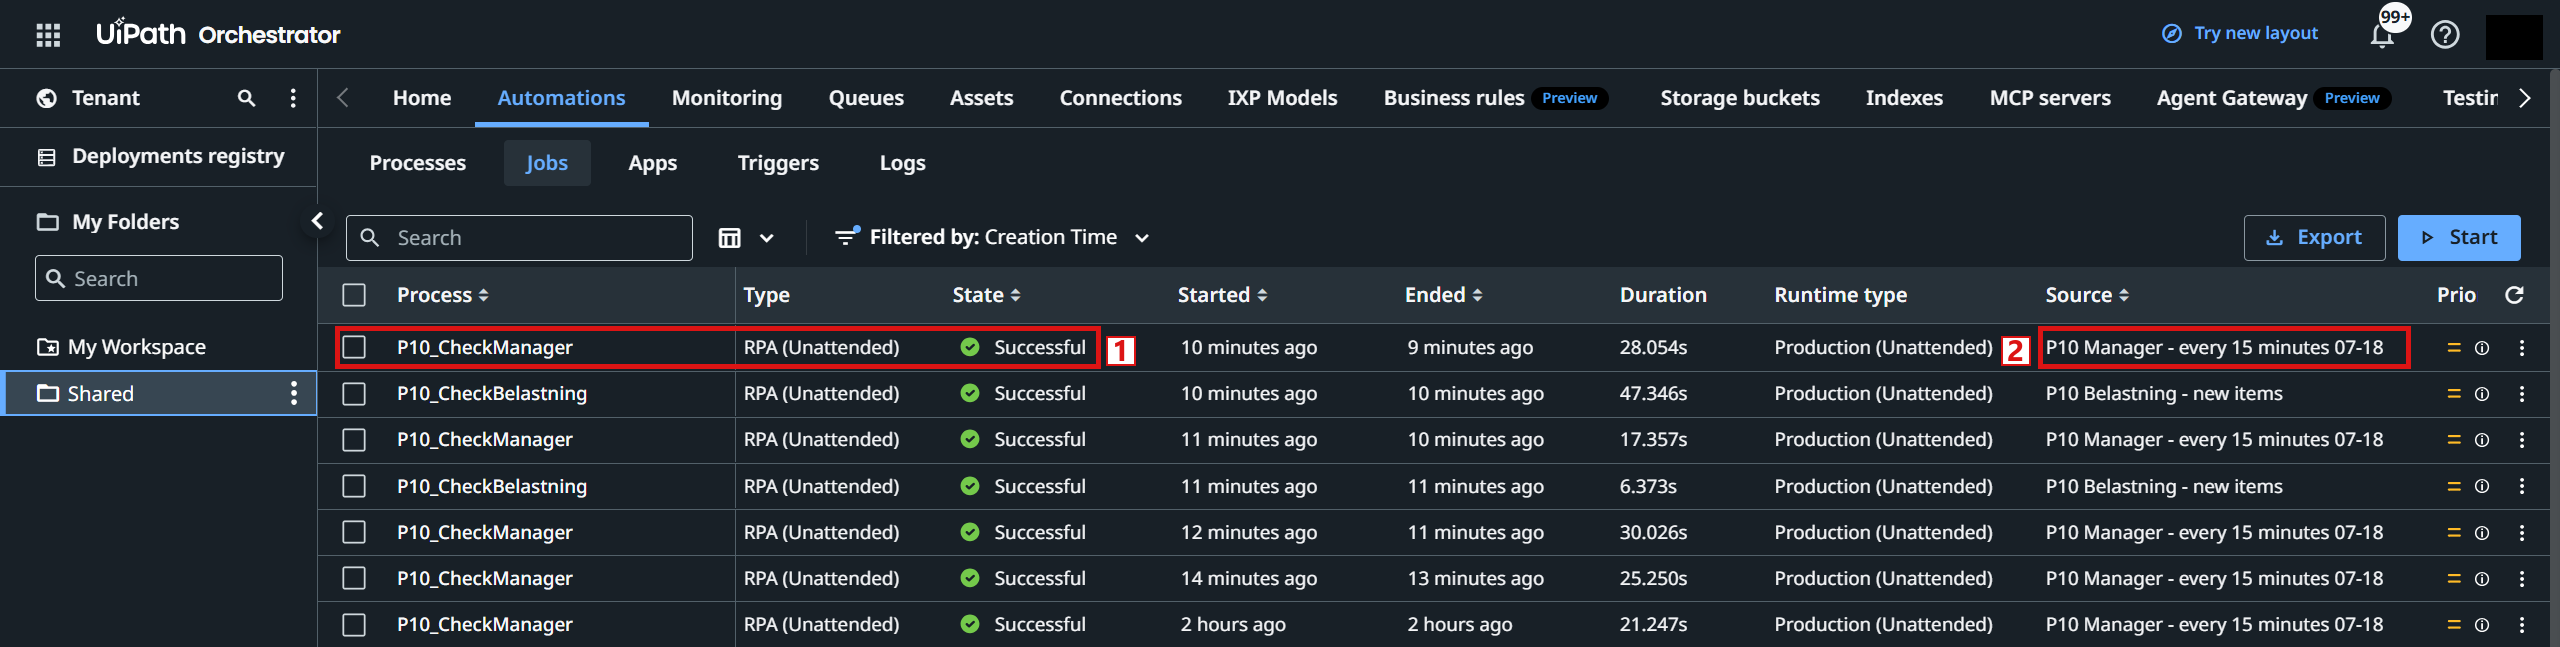 UiPath Orchestrator
Try new layout
99+
Tenant
Home Automations Monitoring Queues Assets Connections IXP Models Business rules Preview Storage buckets Indexes MCP servers Agent Gateway Preview Testin
Deployments registry
Processes Jobs Apps Triggers Logs
My Folders
Search
Search
Filtered by: Creation Time
Export
Start
My Workspace
Shared
Process Type State Started Ended Duration Runtime type Source Prio
P10_CheckManager RPA (Unattended) Successful 1 10 minutes ago 9 minutes ago 28.054s Production (Unattended) 2 P10 Manager - every 15 minutes 07-18
P10_CheckBelastning RPA (Unattended) Successful 10 minutes ago 10 minutes ago 47.346s Production (Unattended) P10 Belastning - new items
P10_CheckManager RPA (Unattended) Successful 11 minutes ago 10 minutes ago 17.357s Production (Unattended) P10 Manager - every 15 minutes 07-18
P10_CheckBelastning RPA (Unattended) Successful 11 minutes ago 11 minutes ago 6.373s Production (Unattended) P10 Belastning - new items
P10_CheckManager RPA (Unattended) Successful 12 minutes ago 11 minutes ago 30.026s Production (Unattended) P10 Manager - every 15 minutes 07-18
P10_CheckManager RPA (Unattended) Successful 14 minutes ago 13 minutes ago 25.250s Production (Unattended) P10 Manager - every 15 minutes 07-18
P10_CheckManager RPA (Unattended) Successful 2 hours ago 2 hours ago 21.247s Production (Unattended) P10 Manager - every 15 minutes 07-18